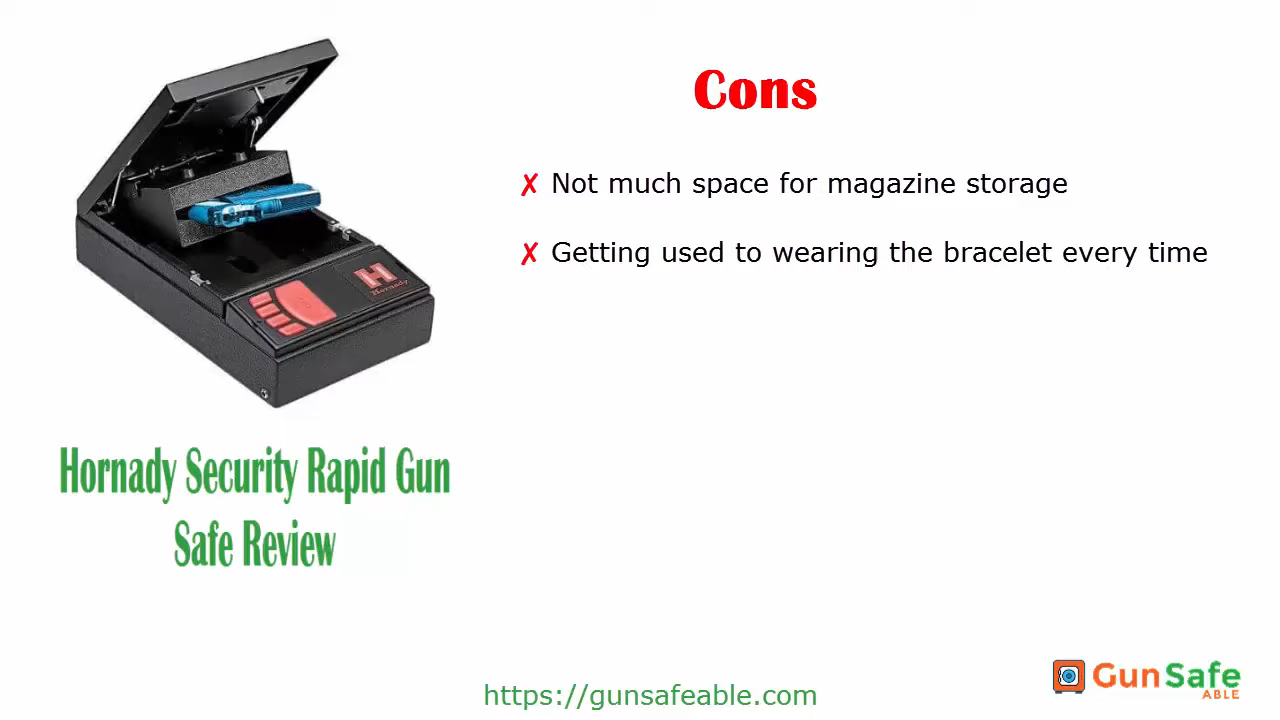 Cons
✗ Not much space for magazine storage
✗ Getting used to wearing the bracelet every time
H
Hornady
Hornady Security Rapid Gun
Safe Review
https://gunsafeable.com
Gun Safe
ABLE